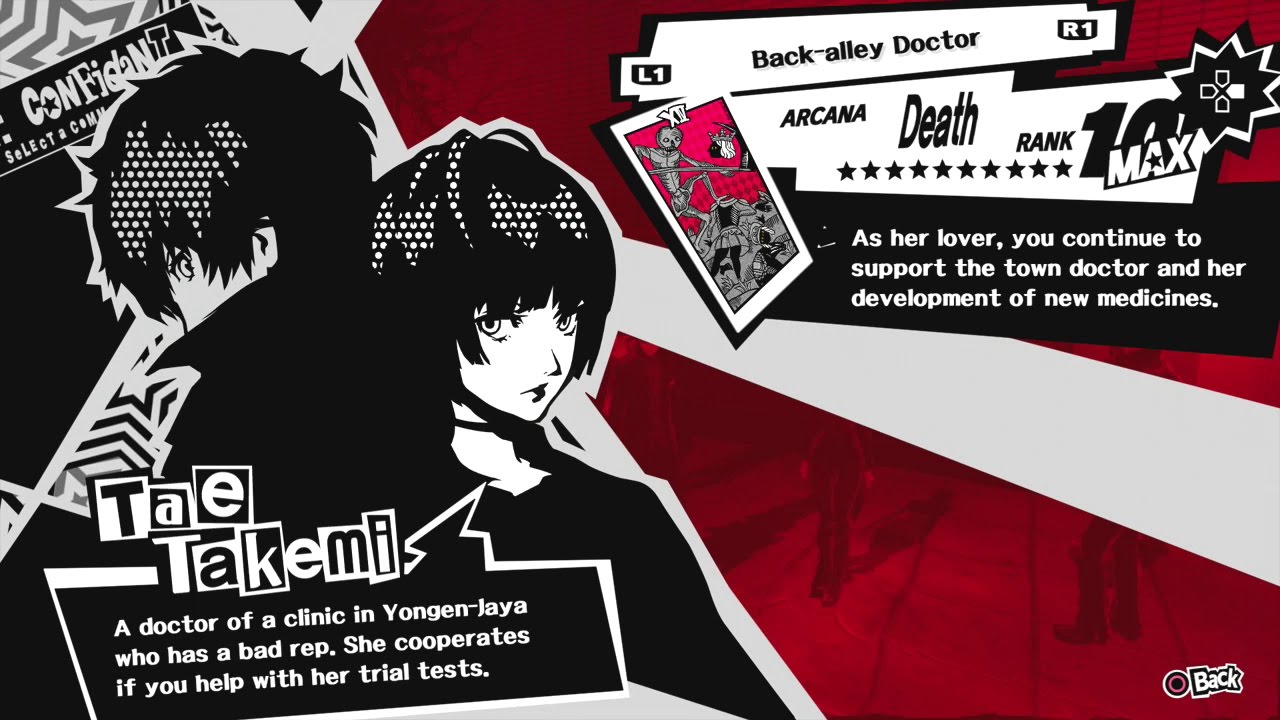 CONFidaNT
SeLEcT a COMM
L1
Back-alley Doctor
R1
ARCANA Death RANK 10
MAX
As her lover, you continue to
support the town doctor and her
development of new medicines.
Tae
Takemi
A doctor of a clinic in Yongen-Jaya
who has a bad rep. She cooperates
if you help with her trial tests.
Back